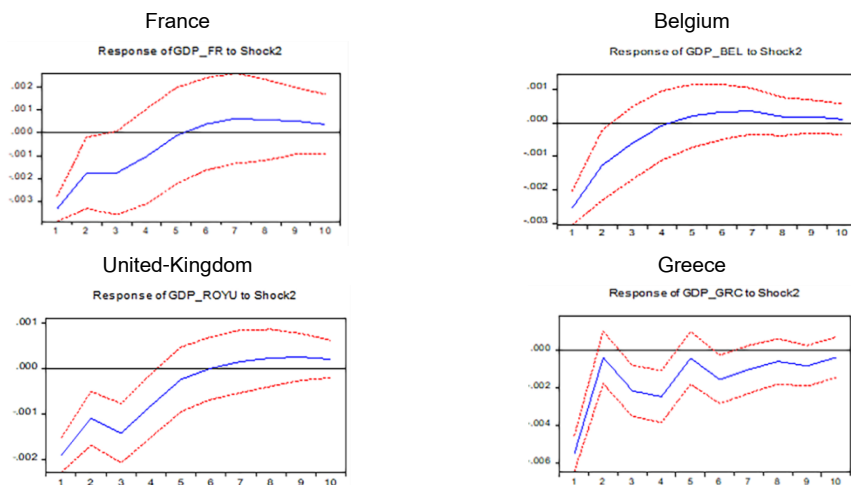 France
Response of GDP_FR to Shock2
.002
.001
.000
-.001
-.002
-.003
1 2 3 4 5 6 7 8 9 10
Belgium
Response of GDP_BEL to Shock2
.001
.000
-.001
-.002
-.003
1 2 3 4 5 6 7 8 9 10
United-Kingdom
Response of GDP_ROYU to Shock2
.001
.000
-.001
-.002
1 2 3 4 5 6 7 8 9 10
Greece
Response of GDP_GRC to Shock2
.000
-.002
-.004
-.006
1 2 3 4 5 6 7 8 9 10